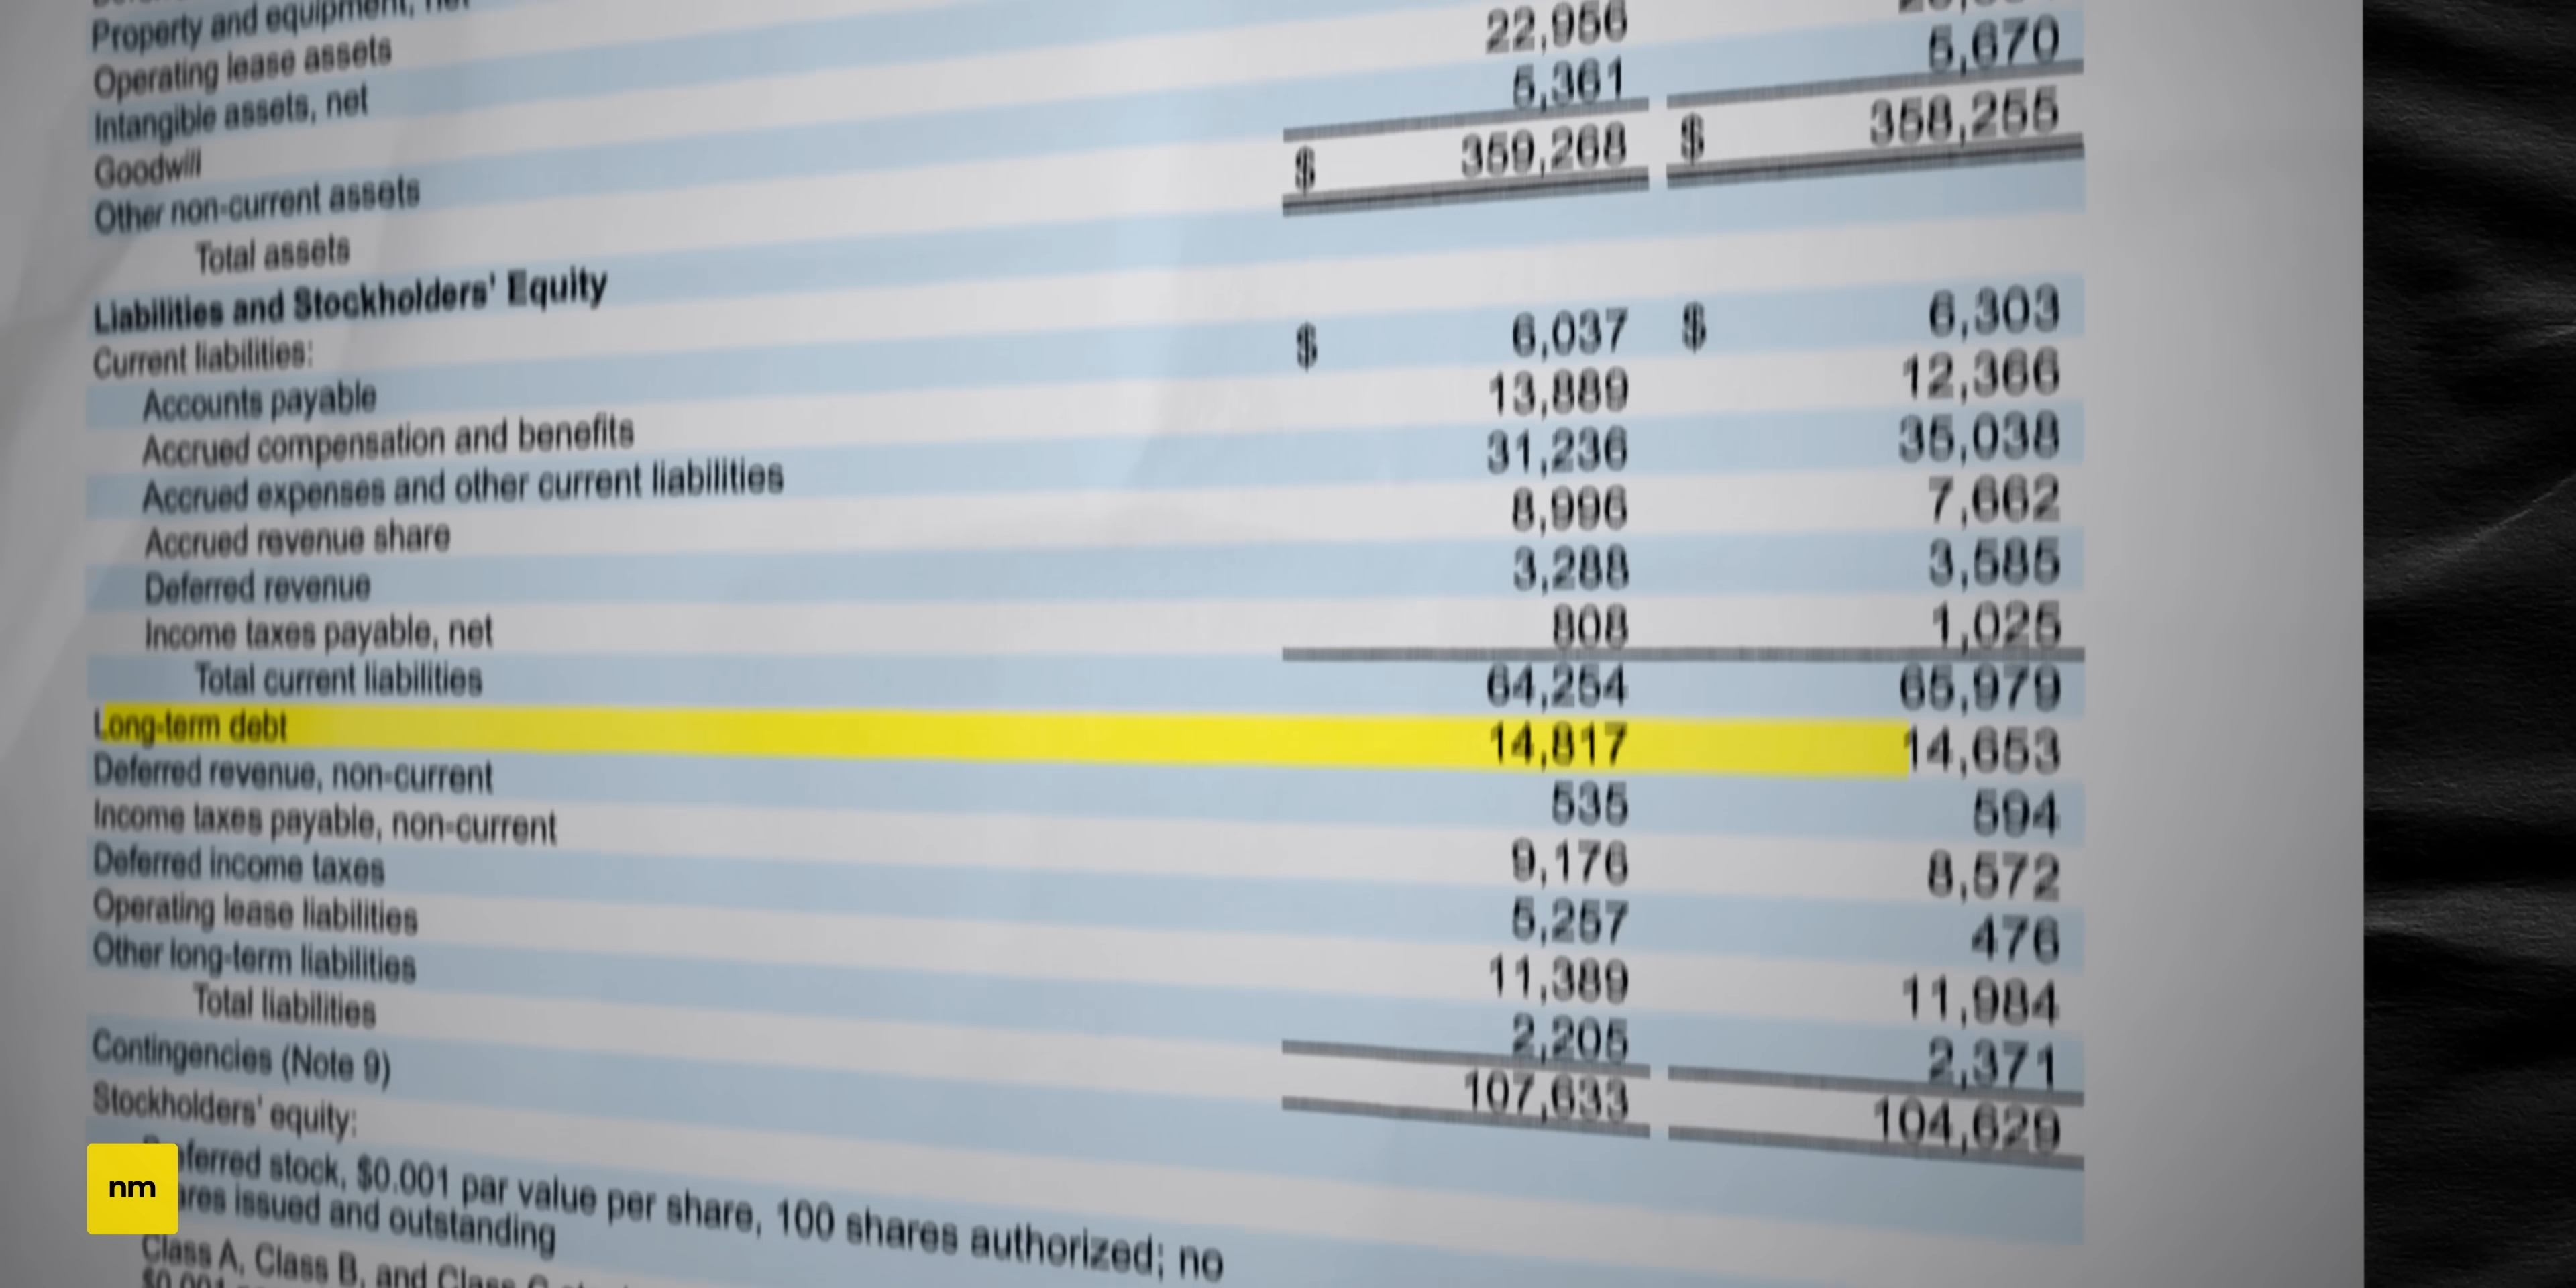 Property and equipment, net
Operating lease assets
Intangible assets, net
Goodwill 22,956
Other non-current assets 5,361 5,670
Total assets $ 359,268 $ 358,255
Liabilities and Stockholders' Equity
Current liabilities:
Accounts payable $ 6,037 $ 6,303
Accrued compensation and benefits 13,889 12,366
Accrued expenses and other current liabilities 31,236 35,038
Accrued revenue share 8,996 7,662
Deferred revenue 3,288 3,585
Income taxes payable, net 808 1,025
Total current liabilities 64,254 65,979
Long-term debt 14,817 14,653
Deferred revenue, non-current 535 594
Income taxes payable, non-current 9,176 8,572
Deferred income taxes 5,257 476
Operating lease liabilities 11,389 11,984
Other long-term liabilities 2,205 2,371
Total liabilities 107,633 104,629
Contingencies (Note 9)
Stockholders' equity:
stock, $0.001 par value per share, 100 shares authorized; no
issued and outstanding
Class A, Class B, and Class
nm